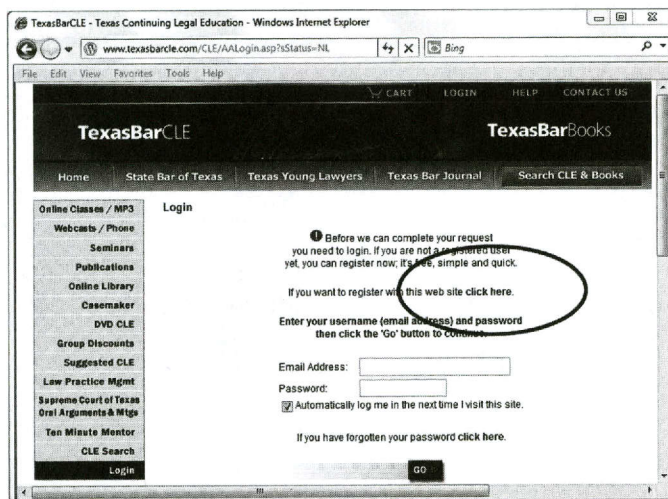 TexasBarCLE - Texas Continuing Legal Education - Windows Internet Explorer
www.texasbarcle.com/CLE/AALogin.asp?sStatus=NL
Bing
File Edit View Favorites Tools Help
CART LOGIN HELP CONTACT US
TexasBarCLE TexasBarBooks
Home State Bar of Texas Texas Young Lawyers Texas Bar Journal Search CLE & Books
Online Classes / MP3
Webcasts / Phone
Seminars
Publications
Online Library
Casemaker
DVD CLE
Group Discounts
Suggested CLE
Law Practice Mgmt
Supreme Court of Texas
Oral Arguments & Mtgs
Ten Minute Mentor
CLE Search
Login
Login
Before we can complete your request
you need to login. If you are not a registered user
yet, you can register now; it's free, simple and quick.
If you want to register with this web site click here.
Enter your username (email address) and password
then click the 'Go' button to continue.
Email Address:
Password:
Automatically log me in the next time I visit this site.
If you have forgotten your password click here.
GO